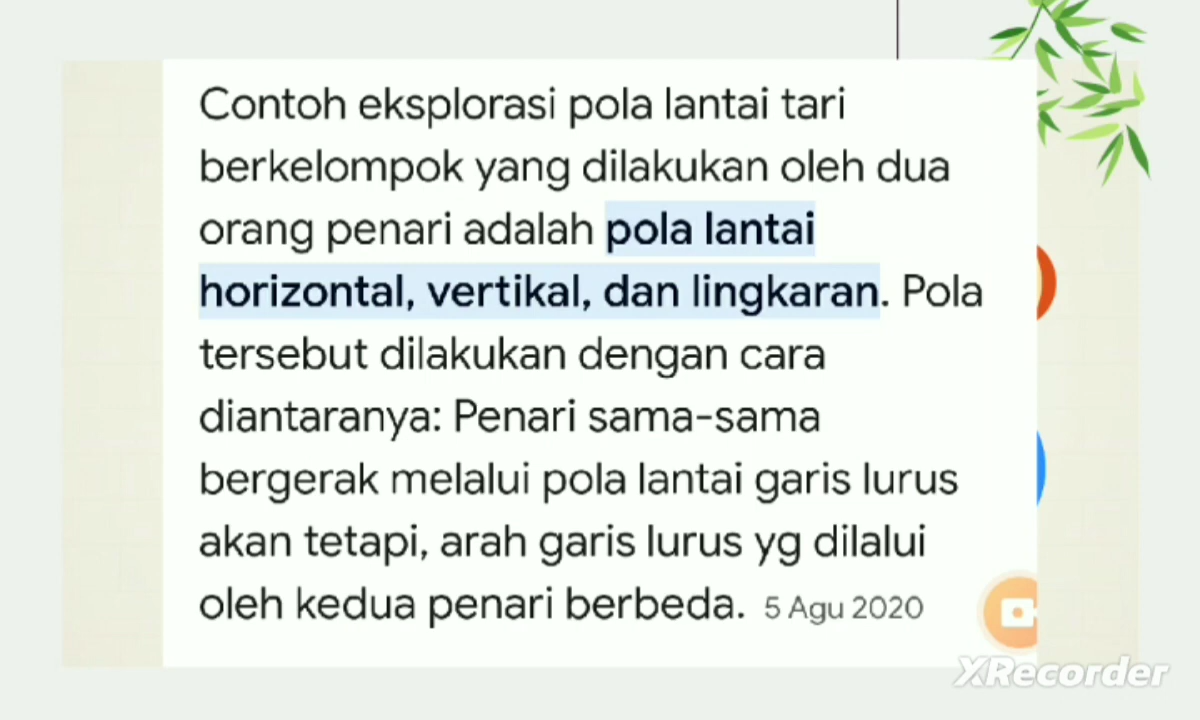 Contoh eksplorasi pola lantai tari
berkelompok yang dilakukan oleh dua
orang penari adalah pola lantai
horizontal, vertikal, dan lingkaran. Pola
tersebut dilakukan dengan cara
diantaranya: Penari sama-sama
bergerak melalui pola lantai garis lurus
akan tetapi, arah garis lurus yg dilalui
oleh kedua penari berbeda. 5 Agu 2020
XRecorder